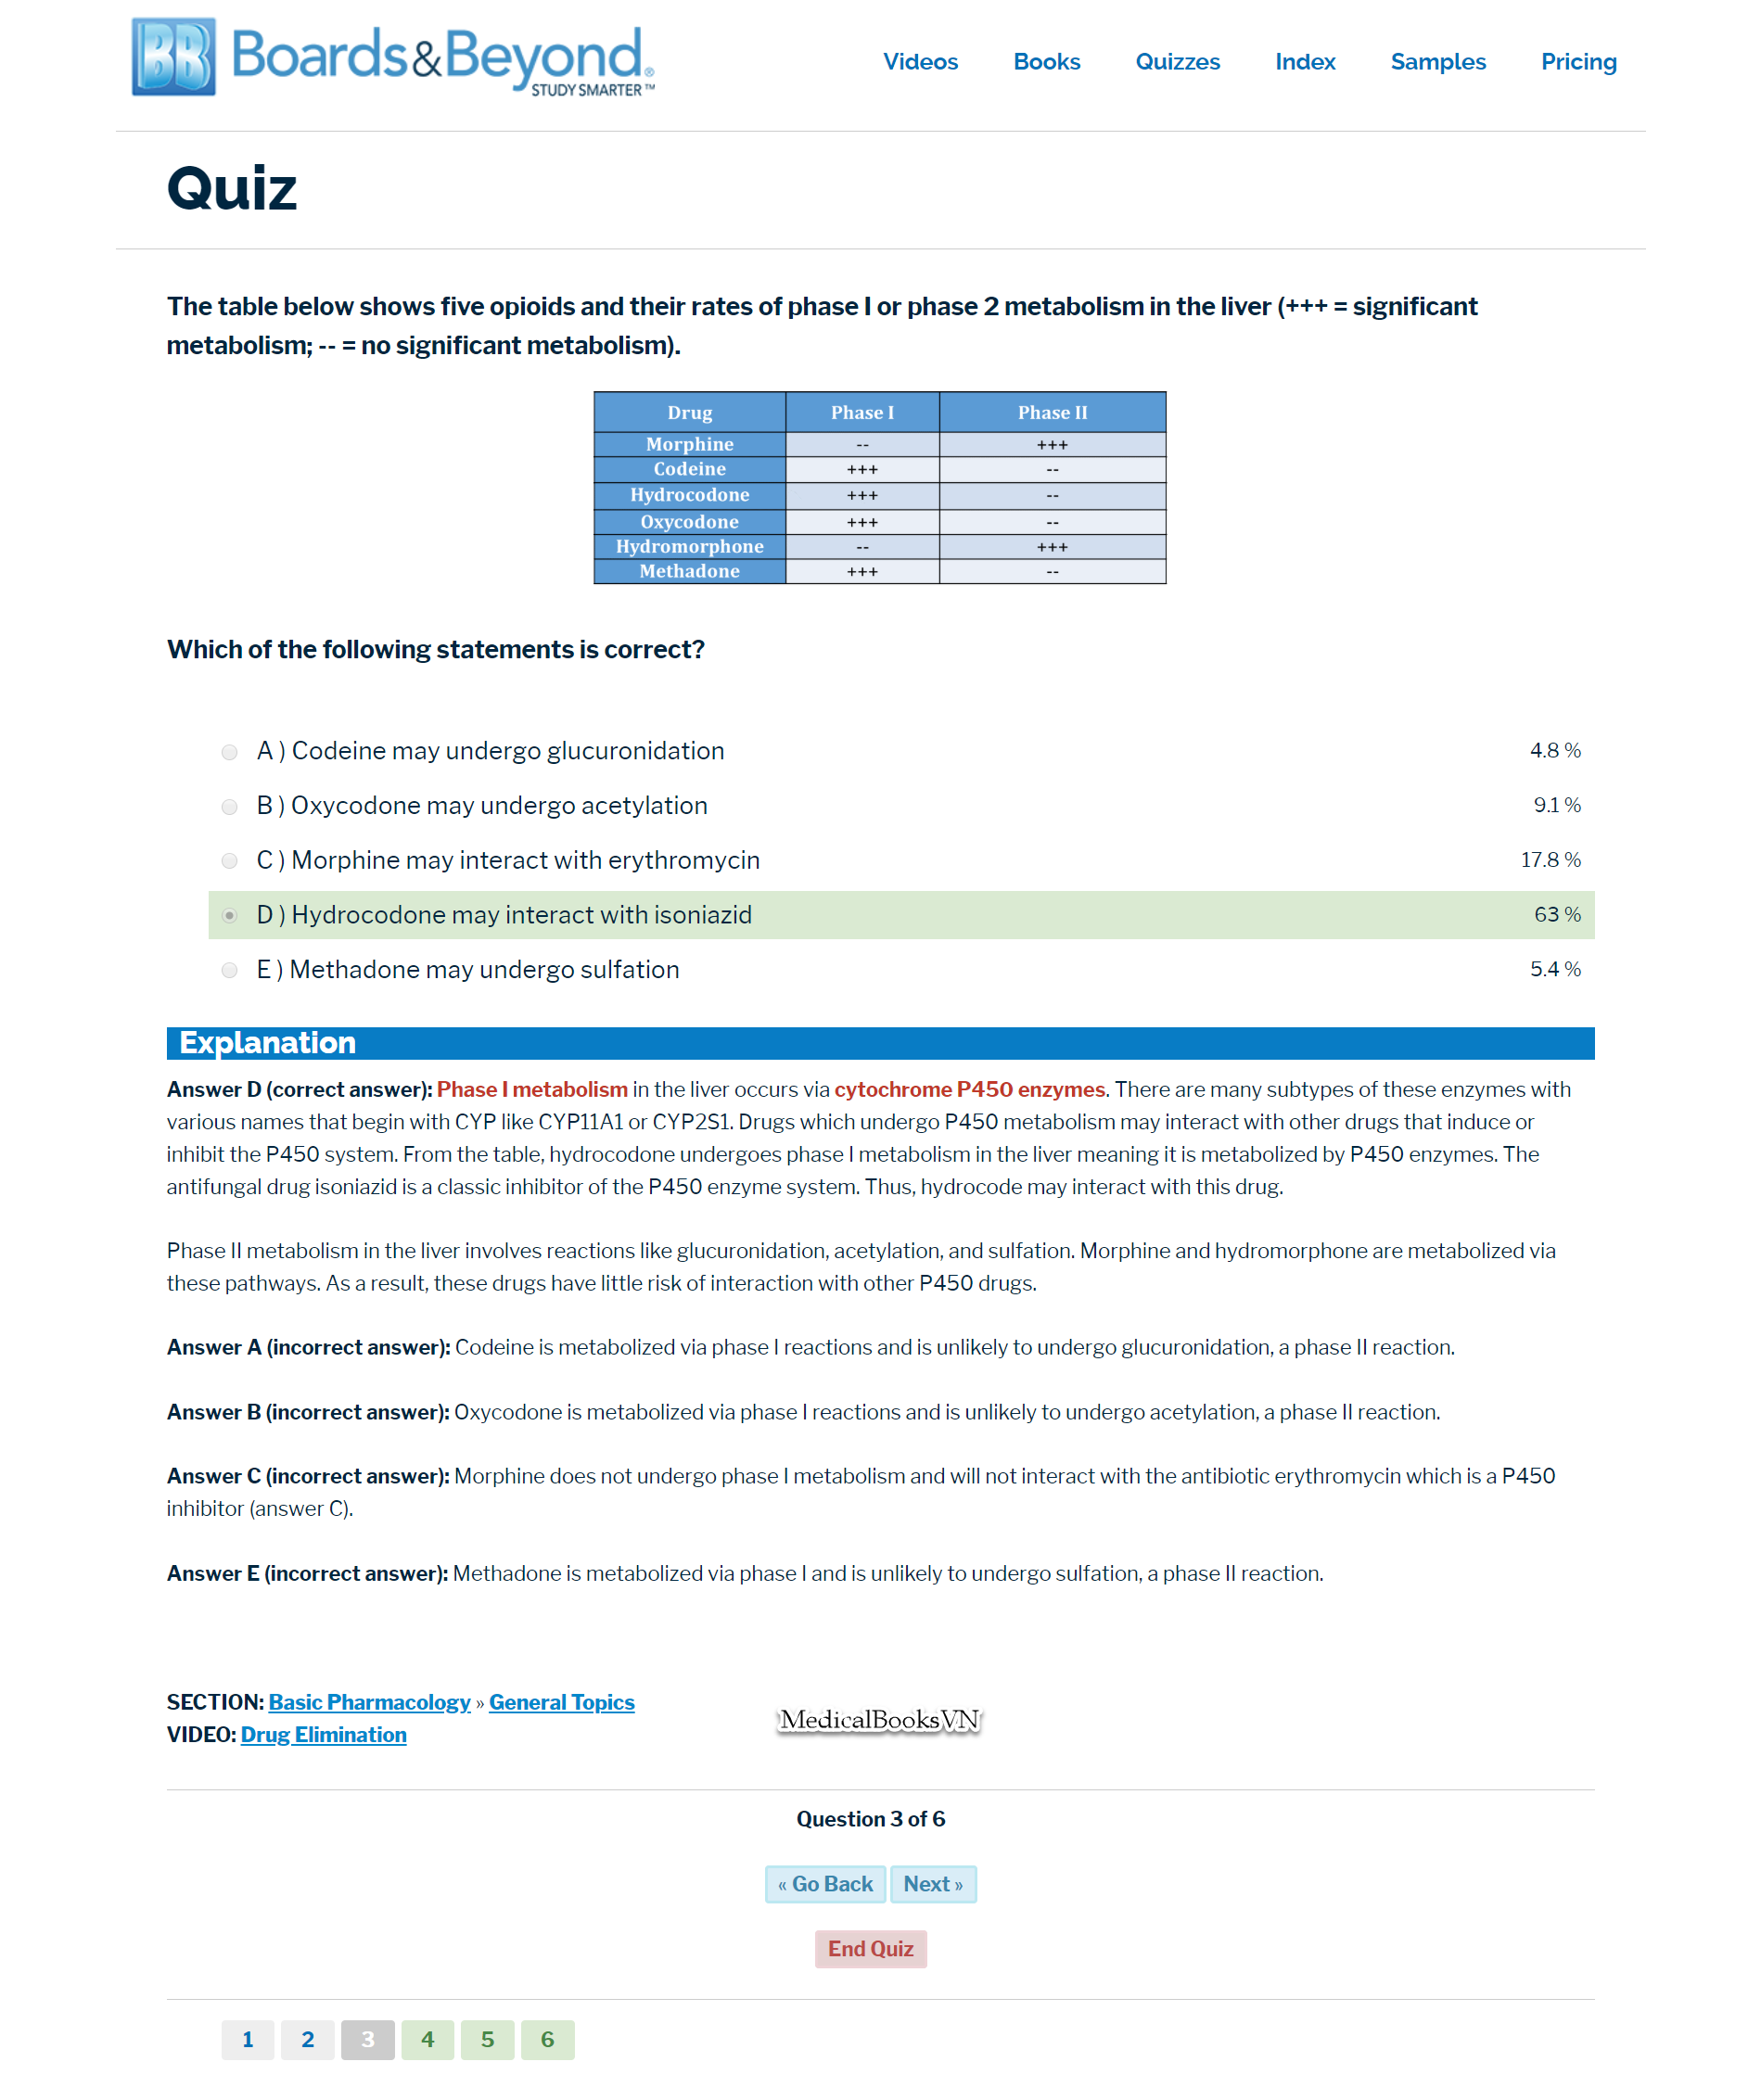 BB Boards&Beyond®
STUDY SMARTER™
Videos Books Quizzes Index Samples Pricing
Quiz
The table below shows five opioids and their rates of phase I or phase 2 metabolism in the liver (+++ = significant
metabolism; -- = no significant metabolism).
Drug Phase I Phase II
Morphine -- +++
Codeine +++ --
Hydrocodone +++ --
Oxycodone +++ --
Hydromorphone -- +++
Methadone +++ --
Which of the following statements is correct?
A ) Codeine may undergo glucuronidation 4.8 %
B ) Oxycodone may undergo acetylation 9.1 %
C ) Morphine may interact with erythromycin 17.8 %
D ) Hydrocodone may interact with isoniazid 63 %
E ) Methadone may undergo sulfation 5.4 %
Explanation
Answer D (correct answer): Phase I metabolism in the liver occurs via cytochrome P450 enzymes. There are many subtypes of these enzymes with
various names that begin with CYP like CYP11A1 or CYP2S1. Drugs which undergo P450 metabolism may interact with other drugs that induce or
inhibit the P450 system. From the table, hydrocodone undergoes phase I metabolism in the liver meaning it is metabolized by P450 enzymes. The
antifungal drug isoniazid is a classic inhibitor of the P450 enzyme system. Thus, hydrocode may interact with this drug.
Phase II metabolism in the liver involves reactions like glucuronidation, acetylation, and sulfation. Morphine and hydromorphone are metabolized via
these pathways. As a result, these drugs have little risk of interaction with other P450 drugs.
Answer A (incorrect answer): Codeine is metabolized via phase I reactions and is unlikely to undergo glucuronidation, a phase II reaction.
Answer B (incorrect answer): Oxycodone is metabolized via phase I reactions and is unlikely to undergo acetylation, a phase II reaction.
Answer C (incorrect answer): Morphine does not undergo phase I metabolism and will not interact with the antibiotic erythromycin which is a P450
inhibitor (answer C).
Answer E (incorrect answer): Methadone is metabolized via phase I and is unlikely to undergo sulfation, a phase II reaction.
SECTION: Basic Pharmacology » General Topics
VIDEO: Drug Elimination
MedicalBooksVN
Question 3 of 6
« Go Back Next »
End Quiz
1 2 3 4 5 6